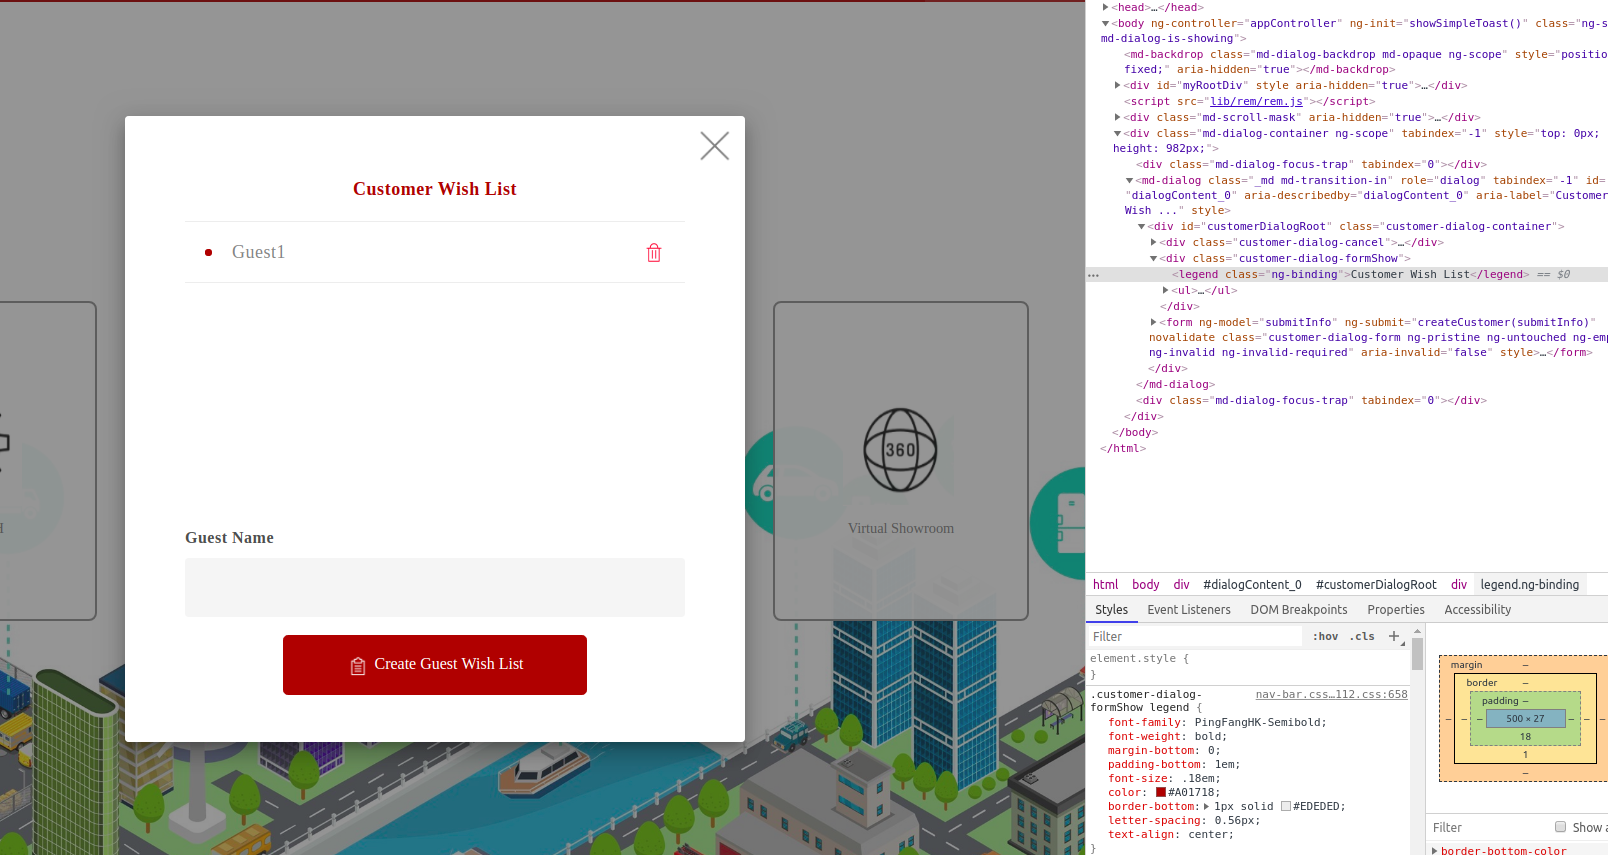 Customer Wish List
Guest1
Guest Name
Create Guest Wish List
H
360
Virtual Showroom
<head>…</head>
<body ng-controller="appController" ng-init="showSimpleToast()" class="ng-s
md-dialog-is-showing">
<md-backdrop class="md-dialog-backdrop md-opaque ng-scope" style="positio
fixed;" aria-hidden="true"></md-backdrop>
<div id="myRootDiv" style aria-hidden="true">…</div>
<script src="lib/rem/rem.js"></script>
<div class="md-scroll-mask" aria-hidden="true">…</div>
<div class="md-dialog-container ng-scope" tabindex="-1" style="top: 0px;
height: 982px;">
<div class="md-dialog-focus-trap" tabindex="0"></div>
<md-dialog class="_md md-transition-in" role="dialog" tabindex="-1" id=
"dialogContent_0" aria-describedby="dialogContent_0" aria-label="Customer
Wish ..." style>
<div id="customerDialogRoot" class="customer-dialog-container">
<div class="customer-dialog-cancel">…</div>
<div class="customer-dialog-formShow">
… <legend class="ng-binding">Customer Wish List</legend> == $0
<ul>…</ul>
</div>
<form ng-model="submitInfo" ng-submit="createCustomer(submitInfo)"
novalidate class="customer-dialog-form ng-pristine ng-untouched ng-emp
ng-invalid ng-invalid-required" aria-invalid="false" style>…</form>
</div>
</md-dialog>
<div class="md-dialog-focus-trap" tabindex="0"></div>
</div>
</body>
</html>
html body div #dialogContent_0 #customerDialogRoot div legend.ng-binding
Styles Event Listeners DOM Breakpoints Properties Accessibility
Filter :hov .cls +
element.style {
}
.customer-dialog- nav-bar.css…112.css:658
formShow legend {
font-family: PingFangHK-Semibold;
font-weight: bold;
margin-bottom: 0;
padding-bottom: 1em;
font-size: .18em;
color: #A01718;
border-bottom: 1px solid #EDEDED;
letter-spacing: 0.56px;
text-align: center;
}
margin –
border –
padding –
– – – 500 × 27 – – –
18
1
–
Filter Show a
border-bottom-color